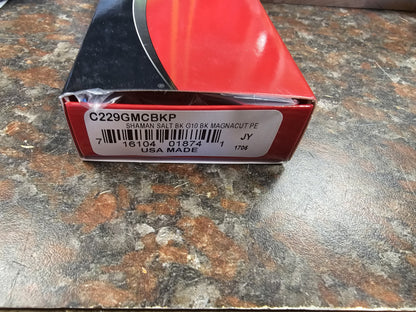 C229GMCBKP
SHAMAN SALT BK G10 BK MAGNACUT PE
7 16104 01874 1
JY
USA MADE
1706